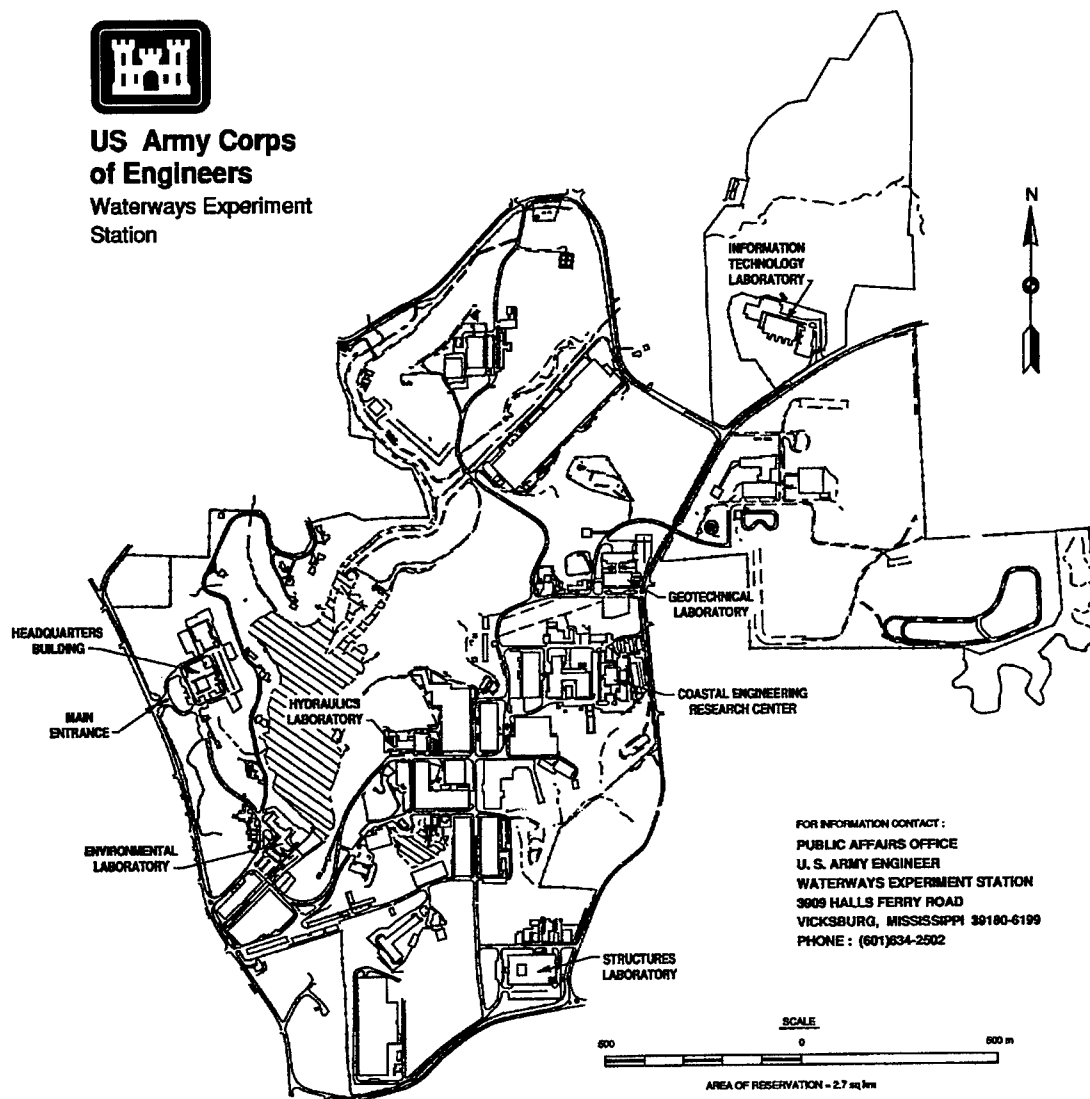 US Army Corps
of Engineers
Waterways Experiment
Station
N
INFORMATION
TECHNOLOGY
LABORATORY
GEOTECHNICAL
LABORATORY
HEADQUARTERS
BUILDING
MAIN
ENTRANCE
HYDRAULICS
LABORATORY
COASTAL ENGINEERING
RESEARCH CENTER
ENVIRONMENTAL
LABORATORY
STRUCTURES
LABORATORY
FOR INFORMATION CONTACT :
PUBLIC AFFAIRS OFFICE
U. S. ARMY ENGINEER
WATERWAYS EXPERIMENT STATION
3909 HALLS FERRY ROAD
VICKSBURG, MISSISSIPPI 39180-6199
PHONE : (601)634-2502
SCALE
500 0 500 m
AREA OF RESERVATION = 2.7 sq km